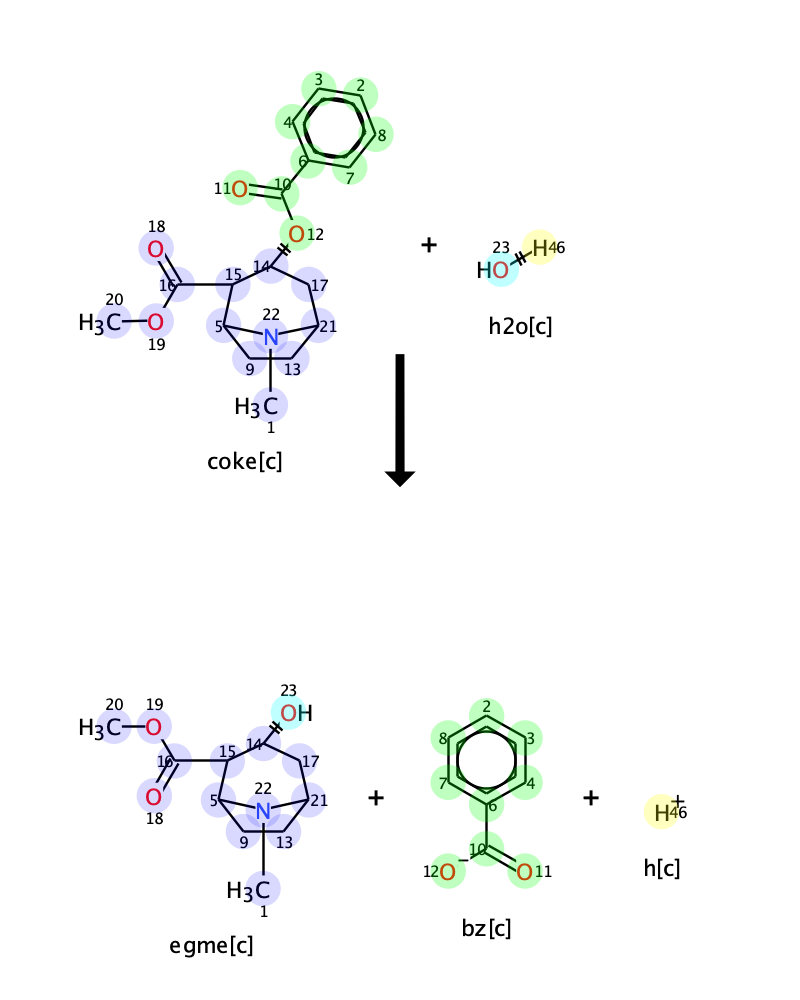 3 2
4 8
6 7
11 O 10
O 12
18
O
14
15 17
16
20
H₃C O
19
5 22 21
N
9 13
H₃C
1
coke[c]
+
23
HO H 46
h2o[c]
23
OH
20 19
H₃C O
14
16 15 17
O
18
5 22 21
N
9 13
H₃C
1
egme[c]
+
2
8 3
7 4
6
10
12 O⁻ O 11
bz[c]
+
H⁺ 46
h[c]